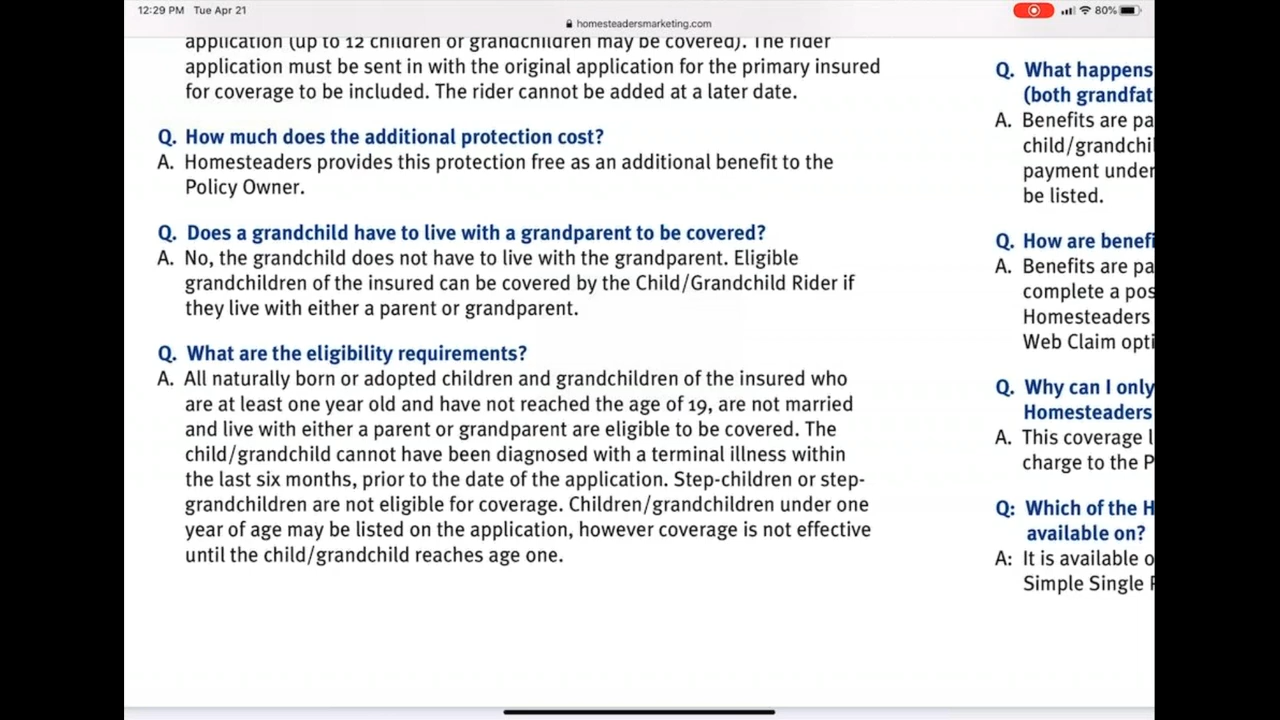 12:29 PM Tue Apr 21
homesteadersmarketing.com
80%
application (up to 12 children or grandchildren may be covered). The rider
application must be sent in with the original application for the primary insured
for coverage to be included. The rider cannot be added at a later date.
Q. How much does the additional protection cost?
A. Homesteaders provides this protection free as an additional benefit to the
Policy Owner.
Q. Does a grandchild have to live with a grandparent to be covered?
A. No, the grandchild does not have to live with the grandparent. Eligible
grandchildren of the insured can be covered by the Child/Grandchild Rider if
they live with either a parent or grandparent.
Q. What are the eligibility requirements?
A. All naturally born or adopted children and grandchildren of the insured who
are at least one year old and have not reached the age of 19, are not married
and live with either a parent or grandparent are eligible to be covered. The
child/grandchild cannot have been diagnosed with a terminal illness within
the last six months, prior to the date of the application. Step-children or step-
grandchildren are not eligible for coverage. Children/grandchildren under one
year of age may be listed on the application, however coverage is not effective
until the child/grandchild reaches age one.
Q. What happens
(both grandfat
A. Benefits are pa
child/grandchil
payment under
be listed.
Q. How are benefi
A. Benefits are pa
complete a pos
Homesteaders
Web Claim opti
Q. Why can I only
Homesteaders
A. This coverage l
charge to the P
Q: Which of the H
available on?
A: It is available o
Simple Single